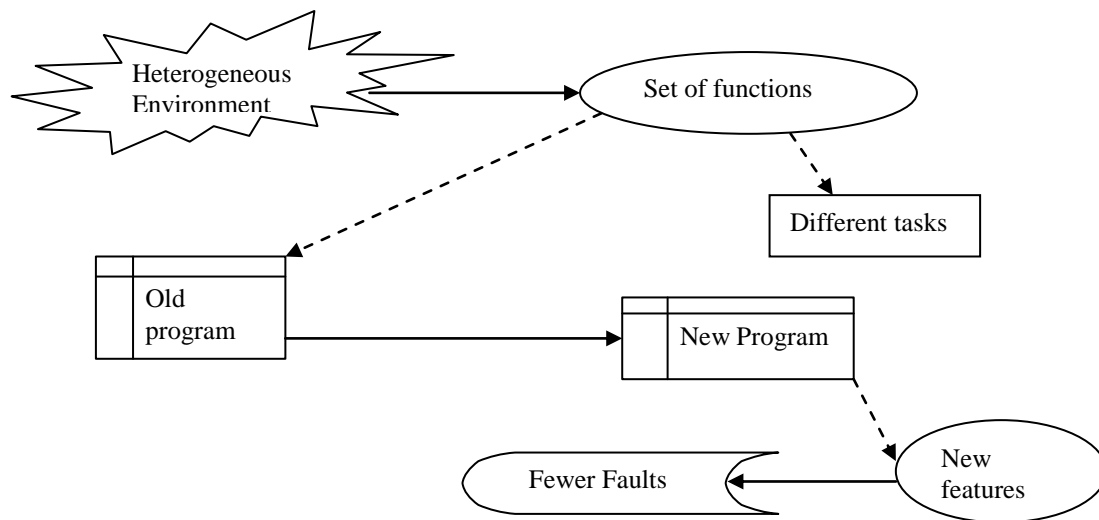 Heterogeneous
Environment
Set of functions
Different tasks
Old
program
New Program
Fewer Faults
New
features